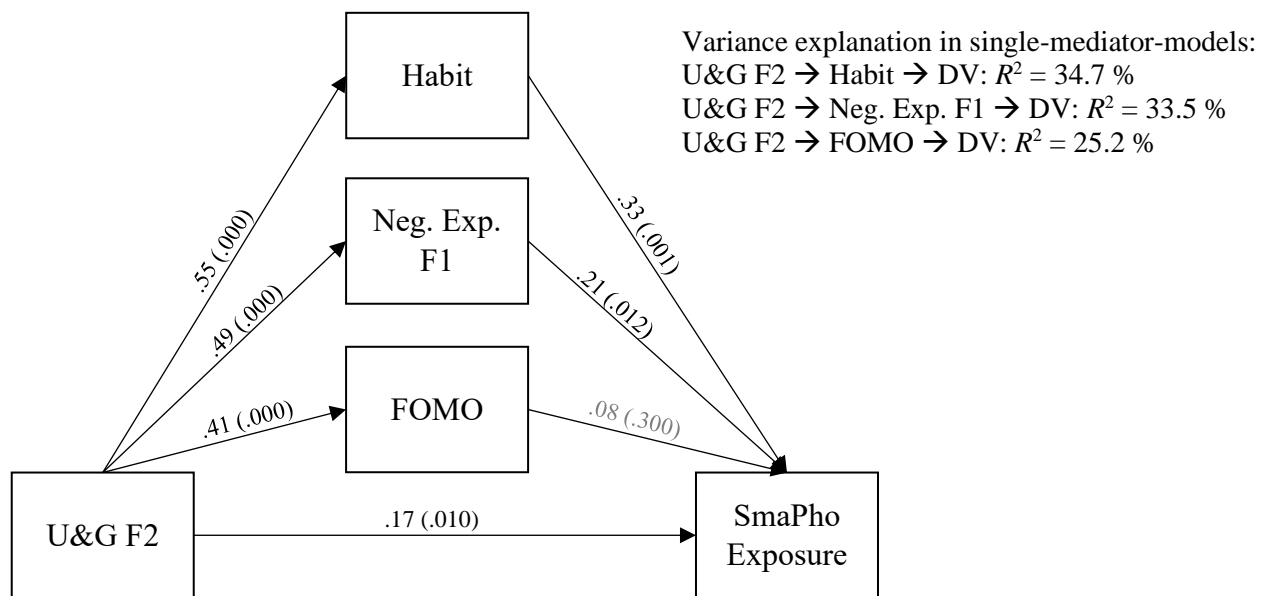 Variance explanation in single-mediator-models:
U&G F2 → Habit → DV: R² = 34.7 %
U&G F2 → Neg. Exp. F1 → DV: R² = 33.5 %
U&G F2 → FOMO → DV: R² = 25.2 %
Habit
Neg. Exp.
F1
FOMO
U&G F2
SmaPho
Exposure
.55 (.000)
.49 (.000)
.41 (.000)
.33 (.001)
.21 (.012)
.08 (.300)
.17 (.010)